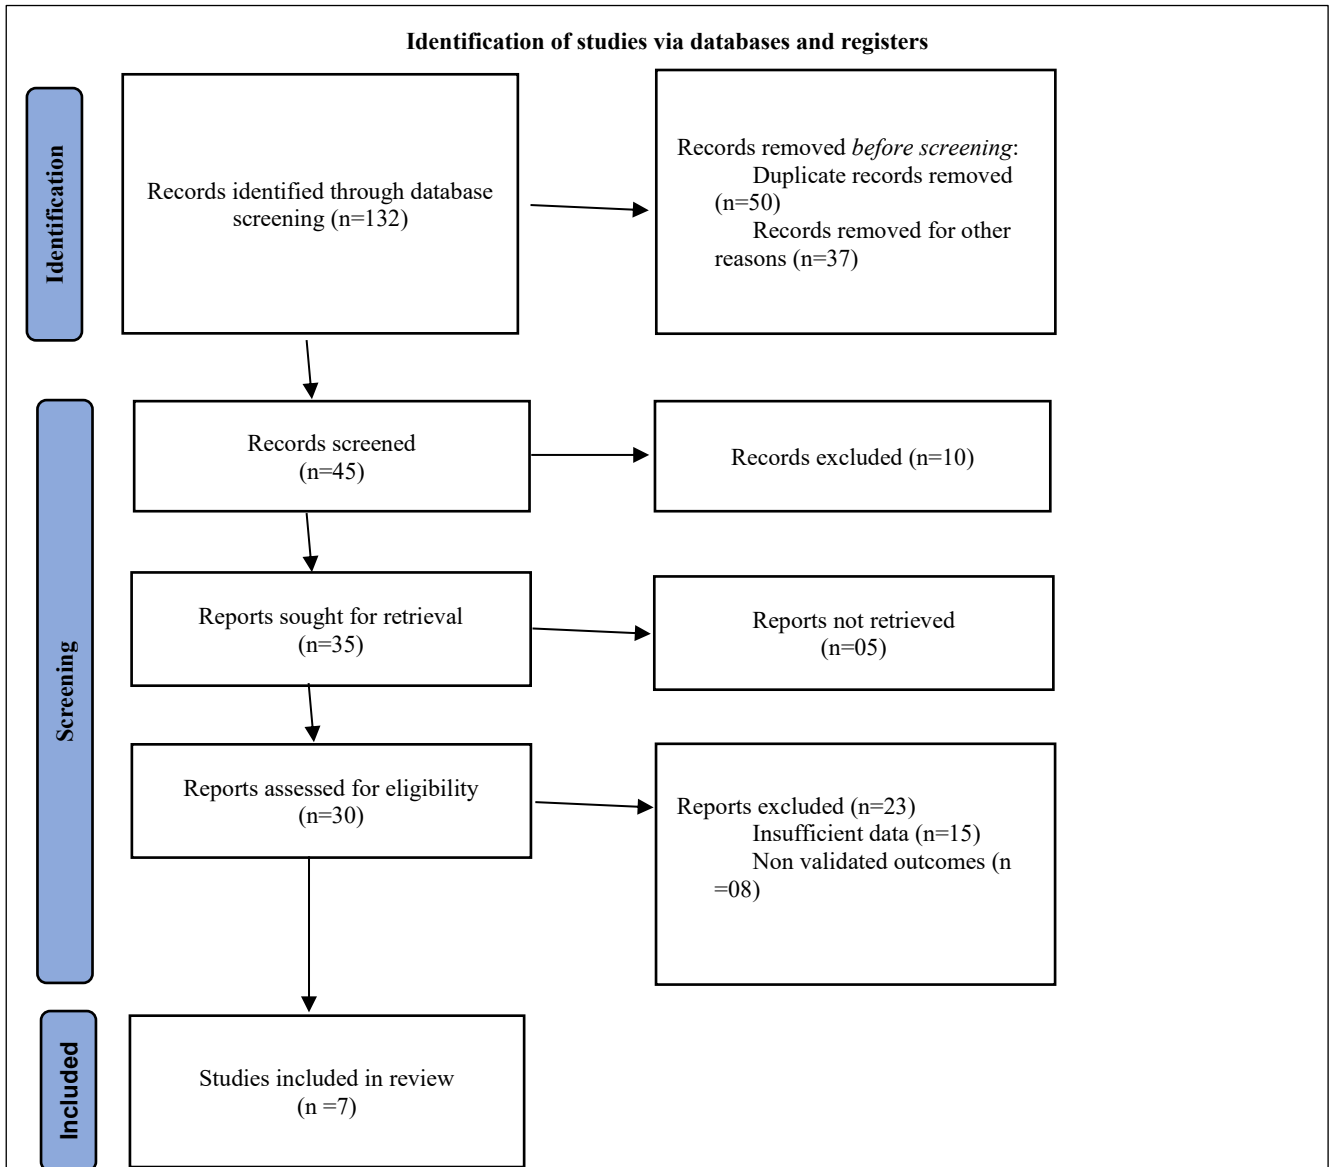 Identification of studies via databases and registers
Identification
Records identified through database
screening (n=132)
Records removed before screening:
Duplicate records removed
(n=50)
Records removed for other
reasons (n=37)
Screening
Records screened
(n=45)
Records excluded (n=10)
Reports sought for retrieval
(n=35)
Reports not retrieved
(n=05)
Reports assessed for eligibility
(n=30)
Reports excluded (n=23)
Insufficient data (n=15)
Non validated outcomes (n
=08)
Included
Studies included in review
(n =7)